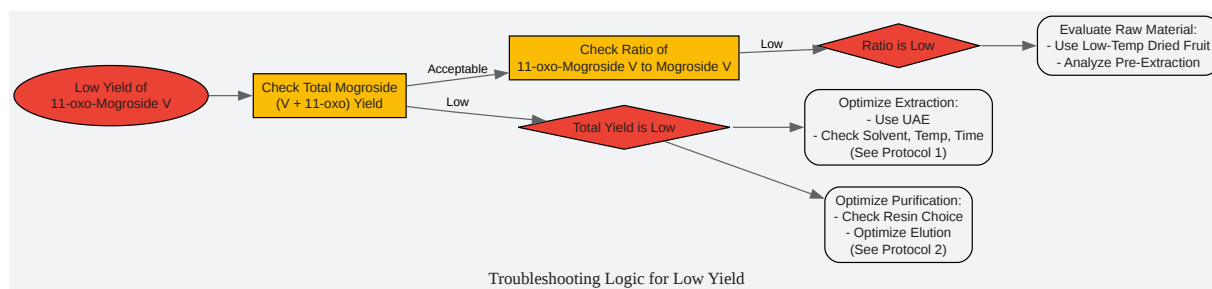 Low Yield of
11-oxo-Mogroside V
Check Total Mogroside
(V + 11-oxo) Yield
Acceptable
Low
Check Ratio of
11-oxo-Mogroside V to Mogroside V
Low
Ratio is Low
Evaluate Raw Material:
- Use Low-Temp Dried Fruit
- Analyze Pre-Extraction
Total Yield is Low
Optimize Extraction:
- Use UAE
- Check Solvent, Temp, Time
(See Protocol 1)
Optimize Purification:
- Check Resin Choice
- Optimize Elution
(See Protocol 2)
Troubleshooting Logic for Low Yield